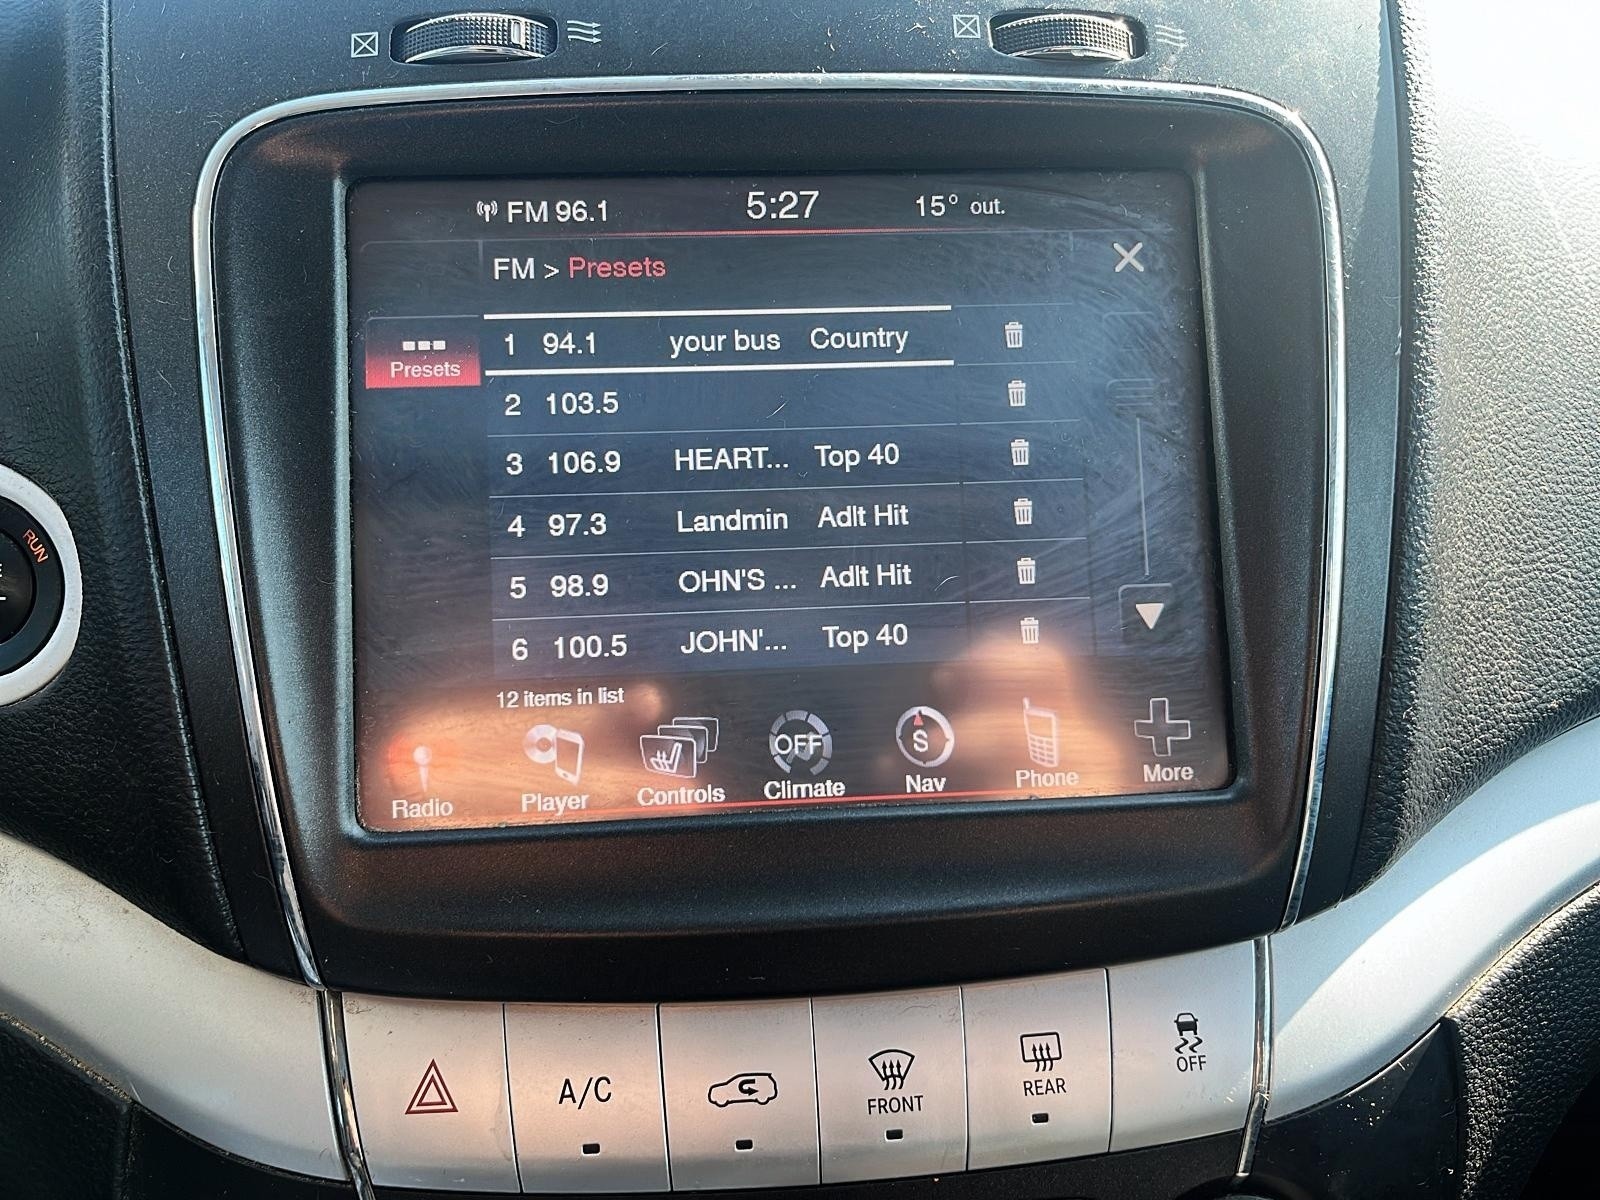 FM 96.1 5:27 15° out.
FM > Presets
Presets
1 94.1 your bus Country
2 103.5
3 106.9 HEART... Top 40
4 97.3 Landmin Adlt Hit
5 98.9 OHN'S ... Adlt Hit
6 100.5 JOHN'... Top 40
12 items in list
OFF S
Radio Player Controls Climate Nav Phone More
RUN
A/C FRONT REAR OFF